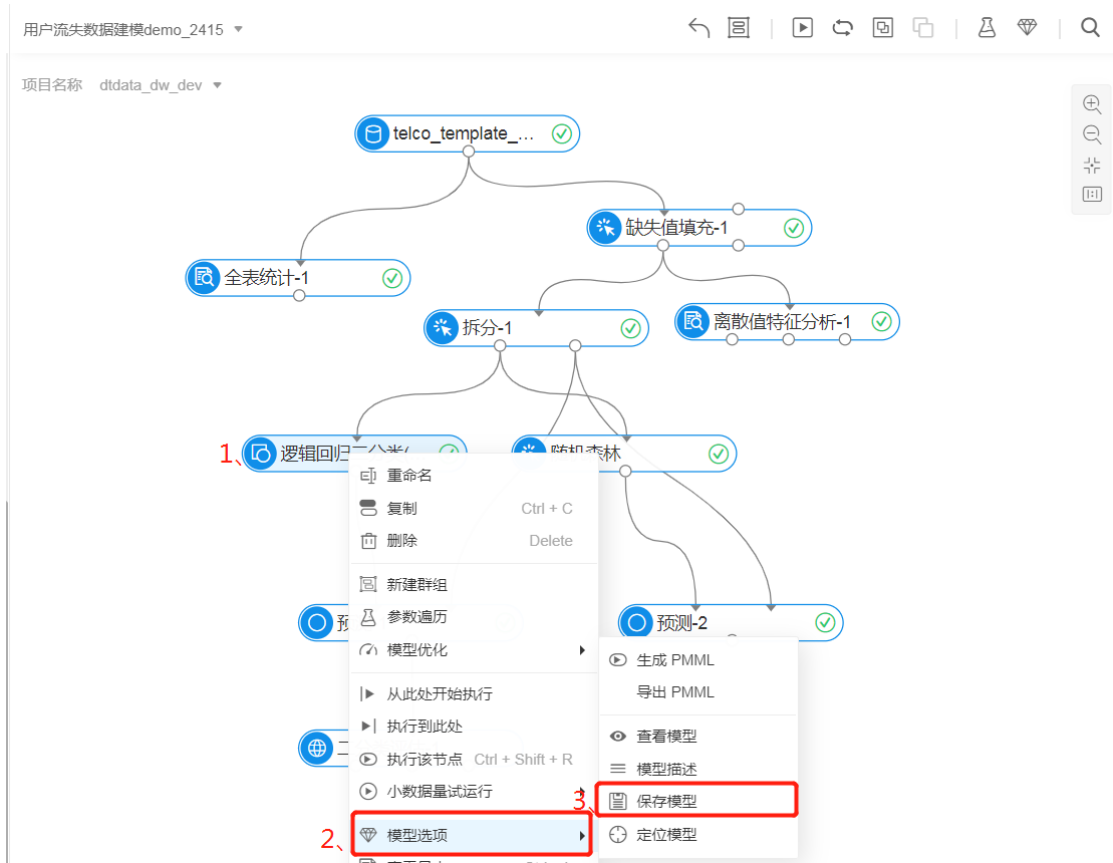 用户流失数据建模demo_2415
项目名称 dtdata_dw_dev
telco_template_...
缺失值填充-1
全表统计-1
拆分-1
离散值特征分析-1
1、
逻辑回归二分类(
随机森林
重命名
复制 Ctrl + C
删除 Delete
新建群组
参数遍历
预
预测-2
模型优化
生成 PMML
导出 PMML
从此处开始执行
执行到此处
查看模型
二
执行该节点 Ctrl + Shift + R
模型描述
小数据量试运行
3、
保存模型
2、
模型选项
定位模型